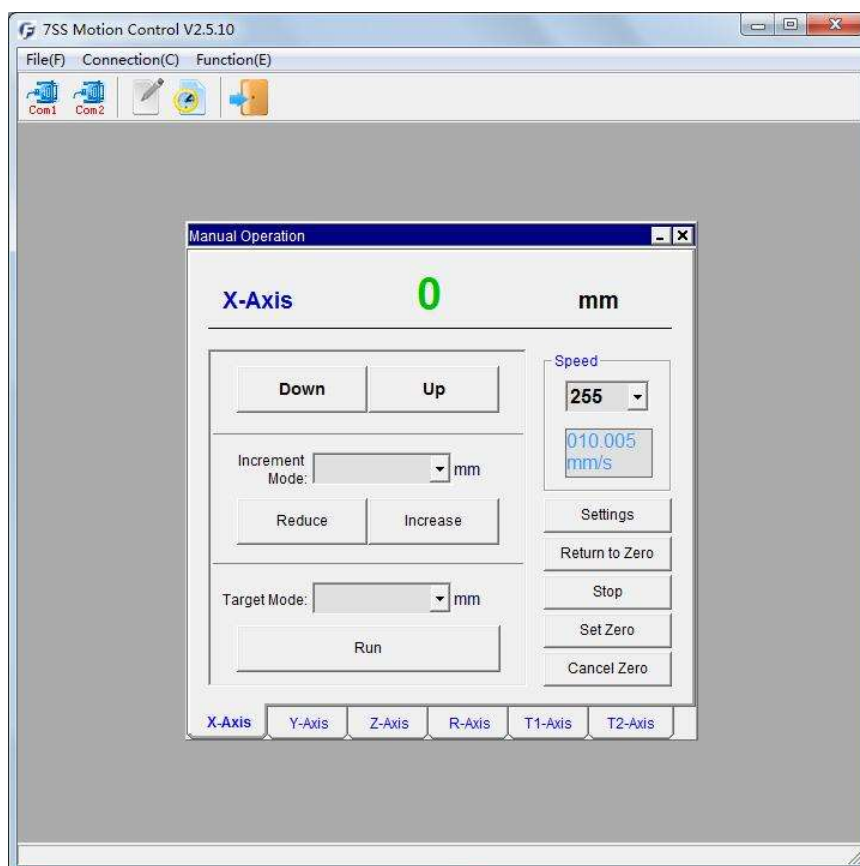 7SS Motion Control V2.5.10
File(F) Connection(C) Function(E)
Com1 Com2
Manual Operation
X-Axis 0 mm
Down Up
Speed
255
010.005
mm/s
Increment
Mode: mm
Reduce Increase
Target Mode: mm
Run
Settings
Return to Zero
Stop
Set Zero
Cancel Zero
X-Axis Y-Axis Z-Axis R-Axis T1-Axis T2-Axis